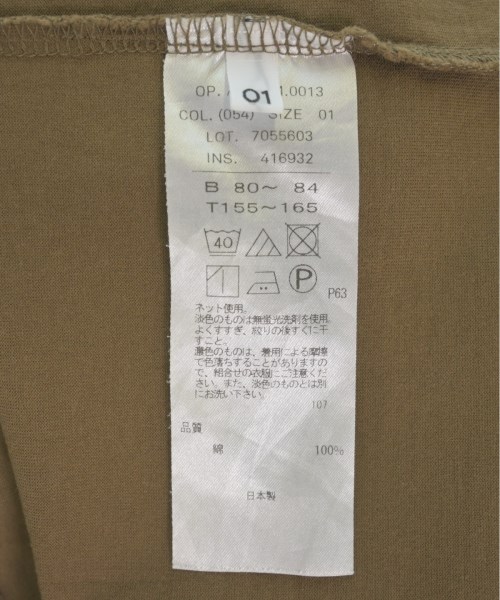 01
OP. 1.0013
COL. (054) SIZE 01
LOT. 7055603
INS. 416932
B 80〜 84
T155〜165
40
P
P63
ネット使用。
淡色のものは無蛍光洗剤を使用。
よくすすぎ、絞りの後すぐに干
すこと。
濃色のものは、着用による摩擦
で色落ちすることがありますの
で、組合せの衣服にご注意くだ
さい。また、淡色のものとは別
にお洗い下さい。
107
品質
綿 100%
日本製